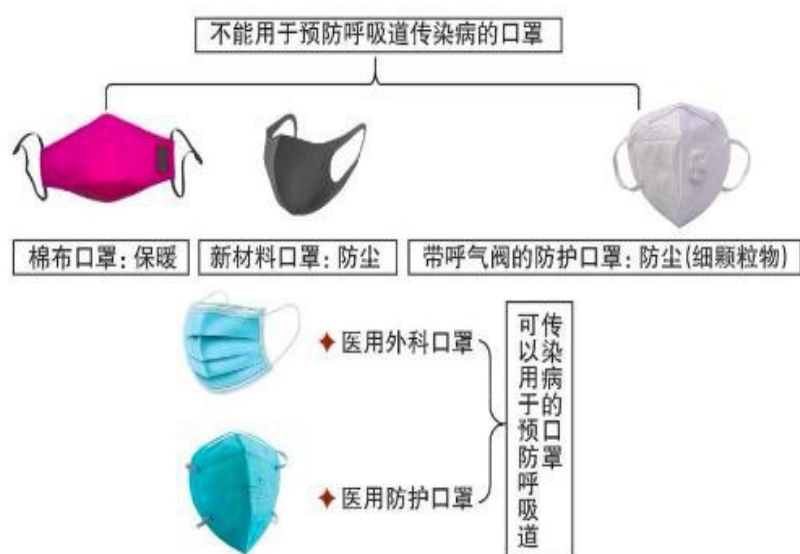 不能用于预防呼吸道传染病的口罩
棉布口罩:保暖
新材料口罩:防尘
带呼气阀的防护口罩:防尘(细颗粒物)
医用外科口罩
医用防护口罩
可以用于预防呼吸道
传染病的口罩